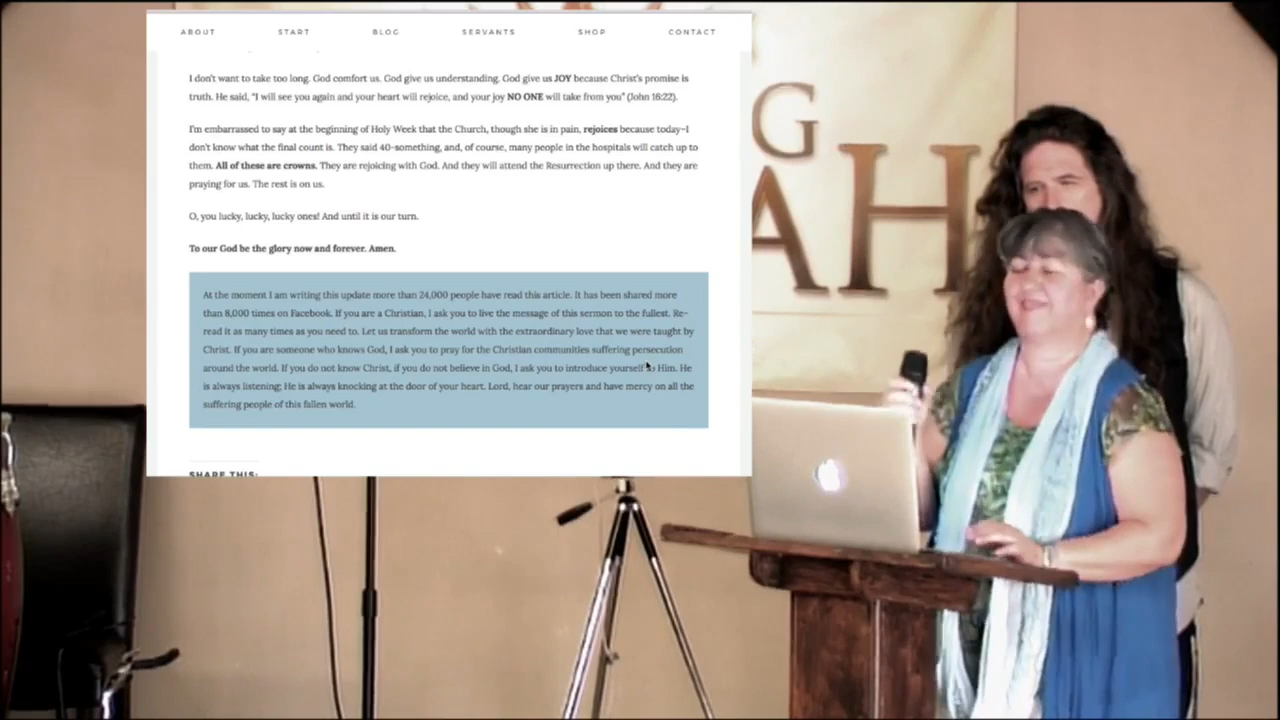 ABOUT START BLOG SERVANTS SHOP CONTACT
I don't want to take too long. God comfort us. God give us understanding. God give us JOY because Christ's promise is
truth. He said, "I will see you again and your heart will rejoice, and your joy NO ONE will take from you" (John 16:22).
I'm embarrassed to say at the beginning of Holy Week that the Church, though she is in pain, rejoices because today–I
don't know what the final count is. They said 40-something, and, of course, many people in the hospitals will catch up to
them. All of these are crowns. They are rejoicing with God. And they will attend the Resurrection up there. And they are
praying for us. The rest is on us.
O, you lucky, lucky, lucky ones! And until it is our turn.
To our God be the glory now and forever. Amen.
At the moment I am writing this update more than 24,000 people have read this article. It has been shared more
than 8,000 times on Facebook. If you are a Christian, I ask you to live the message of this sermon to the fullest. Re-
read it as many times as you need to. Let us transform the world with the extraordinary love that we were taught by
Christ. If you are someone who knows God, I ask you to pray for the Christian communities suffering persecution
around the world. If you do not know Christ, if you do not believe in God, I ask you to introduce yourself to Him. He
is always listening; He is always knocking at the door of your heart. Lord, hear our prayers and have mercy on all the
suffering people of this fallen world.
SHARE THIS:
G
AH